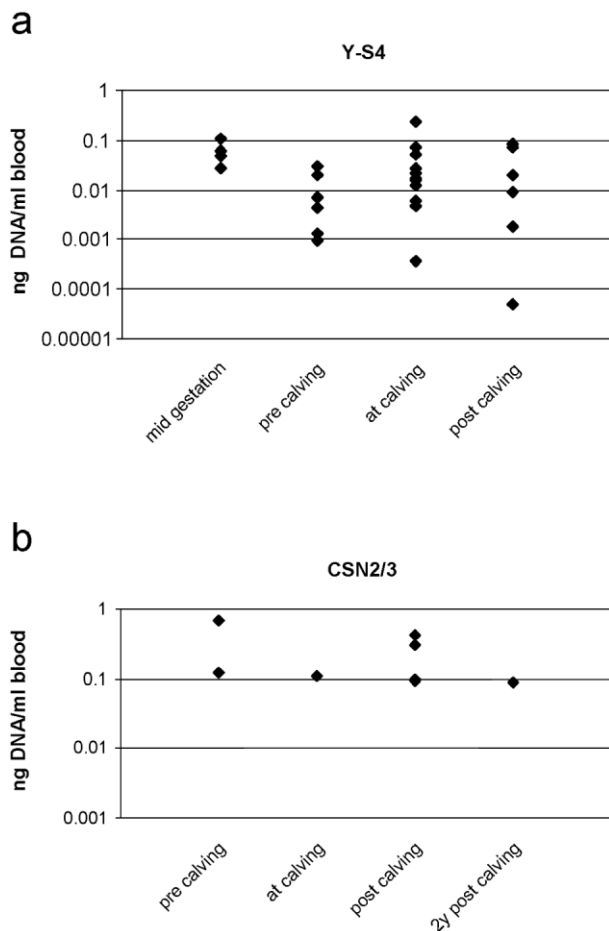 a
Y-S4
ng DNA/ml blood
1
0.1
0.01
0.001
0.0001
0.00001
mid gestation
pre calving
at calving
post calving
b
CSN2/3
ng DNA/ml blood
1
0.1
0.01
0.001
pre calving
at calving
post calving
2y post calving